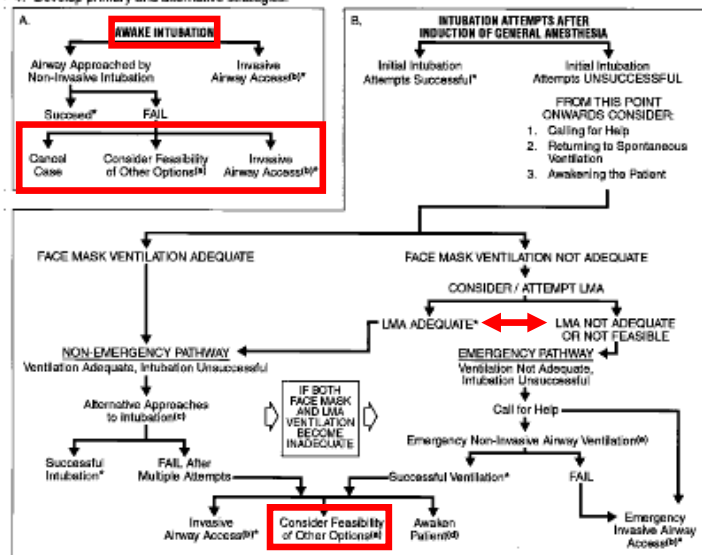 4. Develop primary and alternative strategies:
A.
AWAKE INTUBATION
Airway Approached by
Non-Invasive Intubation
Invasive
Airway Access(b)*
Succeed*
FAIL
Cancel
Case
Consider Feasibility
of Other Options(a)
Invasive
Airway Access(b)*
B.
INTUBATION ATTEMPTS AFTER
INDUCTION OF GENERAL ANESTHESIA
Initial Intubation
Attempts Successful*
Initial Intubation
Attempts UNSUCCESSFUL
FROM THIS POINT
ONWARDS CONSIDER:
1. Calling for Help
2. Returning to Spontaneous
Ventilation
3. Awakening the Patient
FACE MASK VENTILATION ADEQUATE
FACE MASK VENTILATION NOT ADEQUATE
CONSIDER / ATTEMPT LMA
LMA ADEQUATE*
LMA NOT ADEQUATE
OR NOT FEASIBLE
NON-EMERGENCY PATHWAY
Ventilation Adequate, Intubation Unsuccessful
EMERGENCY PATHWAY
Ventilation Not Adequate,
Intubation Unsuccessful
Alternative Approaches
to Intubation(c)
IF BOTH
FACE MASK
AND LMA
VENTILATION
BECOME
INADEQUATE
Call for Help
Emergency Non-Invasive Airway Ventilation(e)
Successful
Intubation*
FAIL After
Multiple Attempts
Successful Ventilation*
FAIL
Invasive
Airway Access(b)*
Consider Feasibility
of Other Options(a)
Awaken
Patient(d)
Emergency
Invasive Airway
Access(b)*